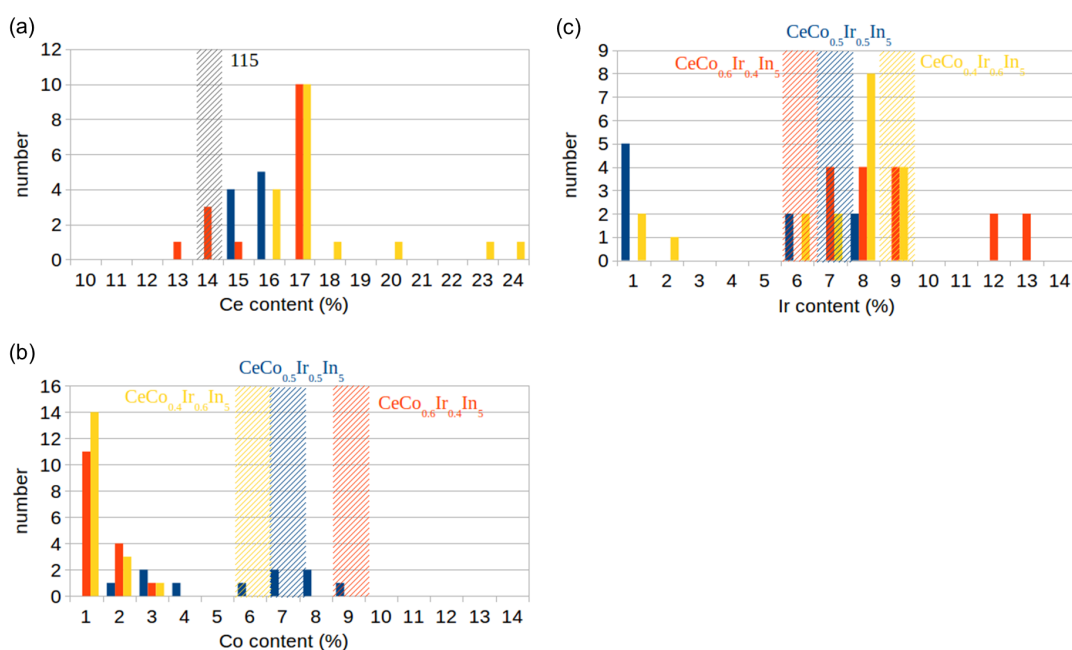 (a)
12
10
8
6
4
2
0
number
115
10 11 12 13 14 15 16 17 18 19 20 21 22 23 24
Ce content (%)
(c)
CeCo0.5Ir0.5In5
CeCo0.6Ir0.4In5
CeCo0.4Ir0.6In5
9
8
7
6
5
4
3
2
1
0
number
1 2 3 4 5 6 7 8 9 10 11 12 13 14
Ir content (%)
(b)
CeCo0.5Ir0.5In5
CeCo0.4Ir0.6In5
CeCo0.6Ir0.4In5
16
14
12
10
8
6
4
2
0
number
1 2 3 4 5 6 7 8 9 10 11 12 13 14
Co content (%)